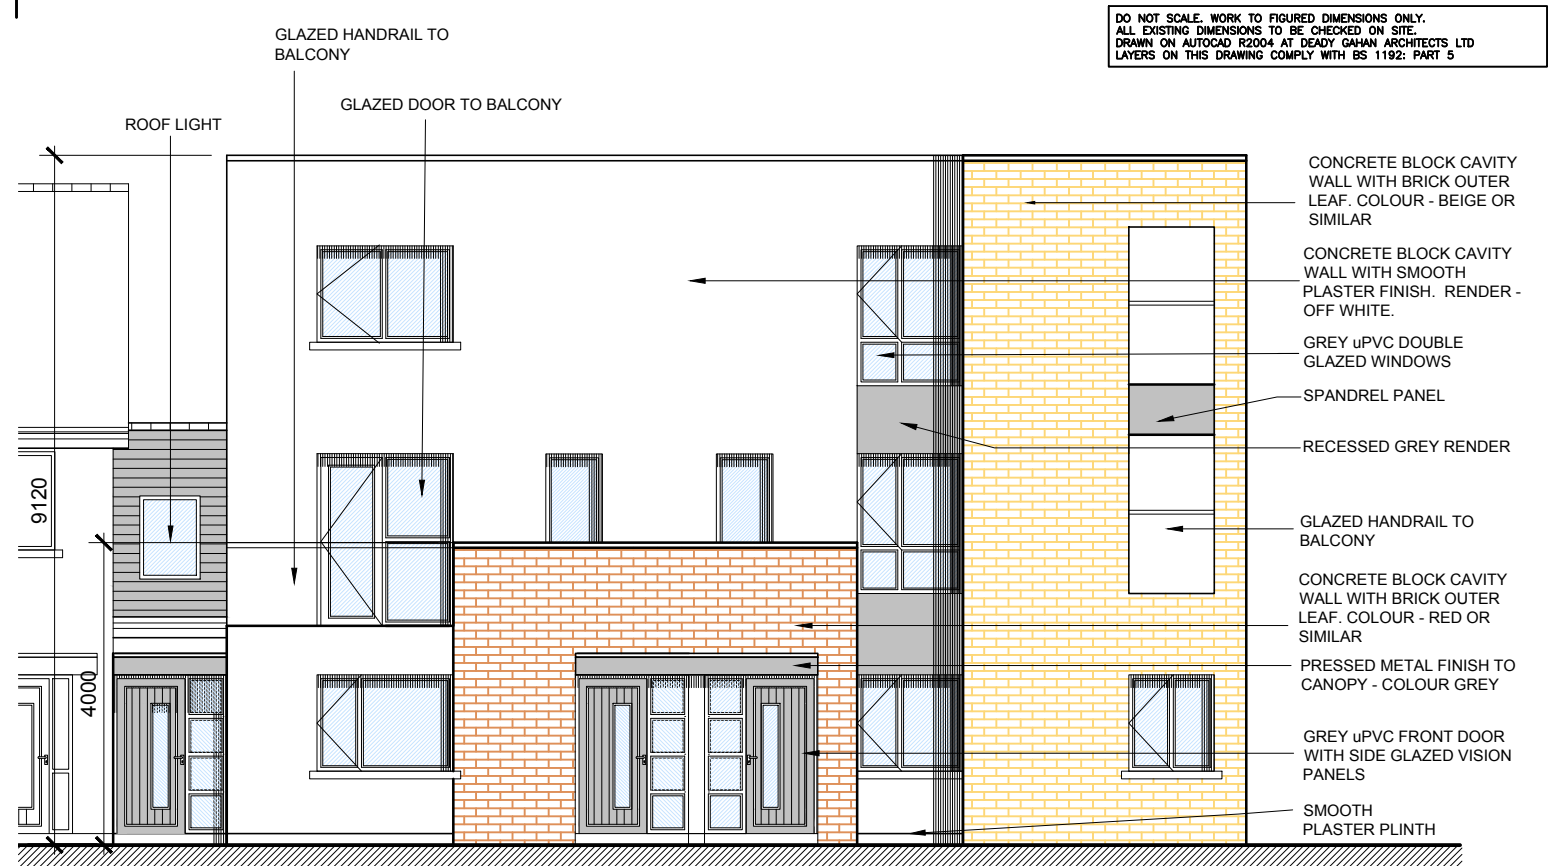 DO NOT SCALE. WORK TO FIGURED DIMENSIONS ONLY.
ALL EXISTING DIMENSIONS TO BE CHECKED ON SITE.
DRAWN ON AUTOCAD R2004 AT DEADY GAHAN ARCHITECTS LTD
LAYERS ON THIS DRAWING COMPLY WITH BS 1192: PART 5
GLAZED HANDRAIL TO
BALCONY
GLAZED DOOR TO BALCONY
ROOF LIGHT
9120
4000
CONCRETE BLOCK CAVITY
WALL WITH BRICK OUTER
LEAF. COLOUR - BEIGE OR
SIMILAR
CONCRETE BLOCK CAVITY
WALL WITH SMOOTH
PLASTER FINISH. RENDER -
OFF WHITE.
GREY uPVC DOUBLE
GLAZED WINDOWS
SPANDREL PANEL
RECESSED GREY RENDER
GLAZED HANDRAIL TO
BALCONY
CONCRETE BLOCK CAVITY
WALL WITH BRICK OUTER
LEAF. COLOUR - RED OR
SIMILAR
PRESSED METAL FINISH TO
CANOPY - COLOUR GREY
GREY uPVC FRONT DOOR
WITH SIDE GLAZED VISION
PANELS
SMOOTH
PLASTER PLINTH